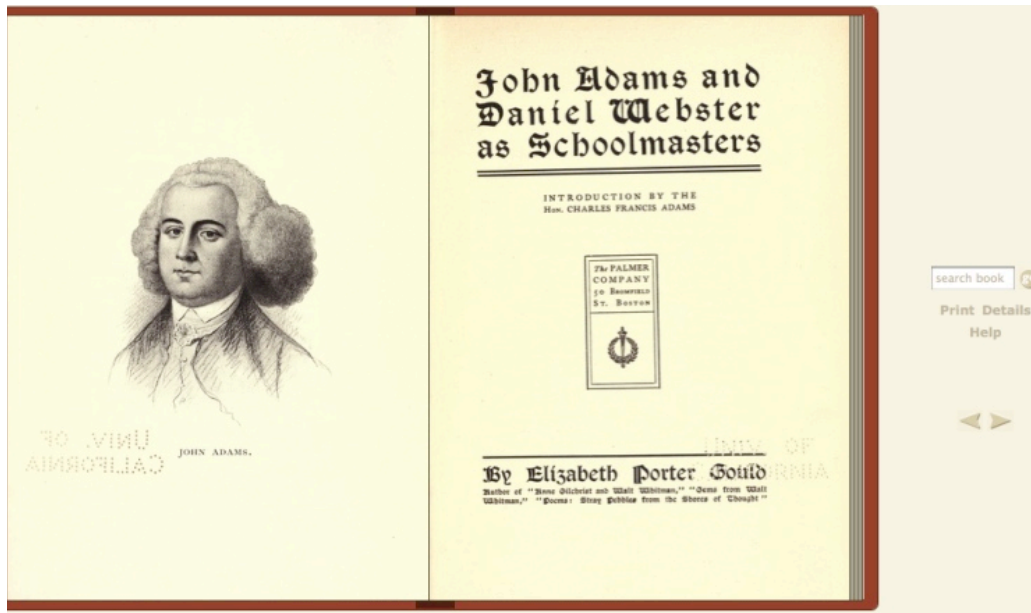 UNIV. OF
CALIFORNIA
JOHN ADAMS.
John Adams and
Daniel Webster
as Schoolmasters
INTRODUCTION BY THE
Hon. CHARLES FRANCIS ADAMS
The PALMER
COMPANY
50 Bromfield
St. Boston
UNIV. OF
CALIFORNIA
By Elizabeth Porter Gould
Author of "Anne Gilchrist and Walt Whitman," "Gems from Walt
Whitman," "Poems: Stray Pebbles from the Shores of Thought"
search book
Print Details
Help